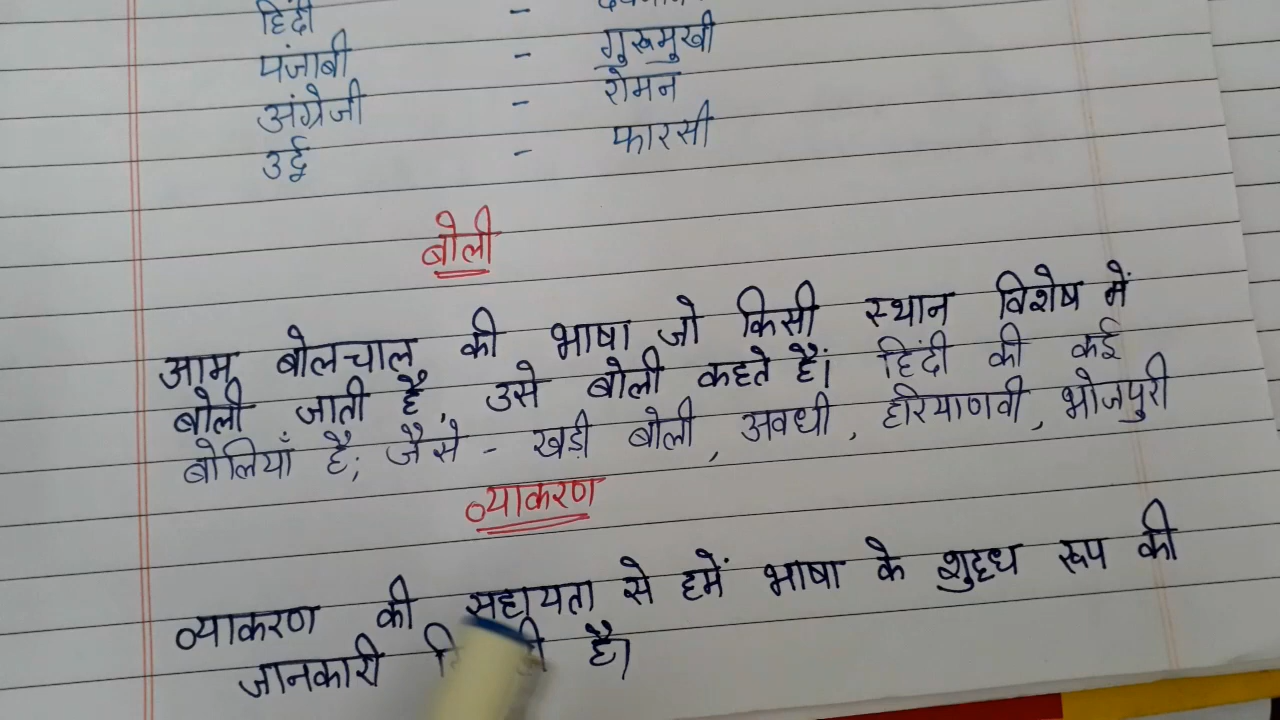 हिंदी -
पंजाबी - गुरूमुखी
अंग्रेजी - रोमन
उर्दू - फारसी
बोली
आम बोलचाल की भाषा जो किसी स्थान विशेष में
बोली जाती है, उसे बोली कहते हैं। हिंदी की कई
बोलियाँ है; जैसे - खड़ी बोली, अवधी, हरियाणवी, भोजपुरी
व्याकरण
व्याकरण की सहायता से हमें भाषा के शुद्ध रूप की
जानकारी है।